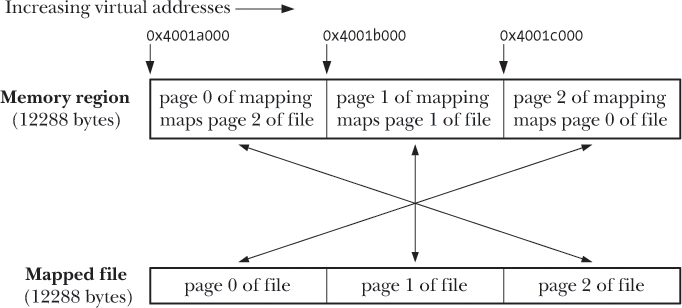 Increasing virtual addresses
0x4001a000 0x4001b000 0x4001c000
Memory region
(12288 bytes)
page 0 of mapping
maps page 2 of file
page 1 of mapping
maps page 1 of file
page 2 of mapping
maps page 0 of file
Mapped file
(12288 bytes)
page 0 of file
page 1 of file
page 2 of file